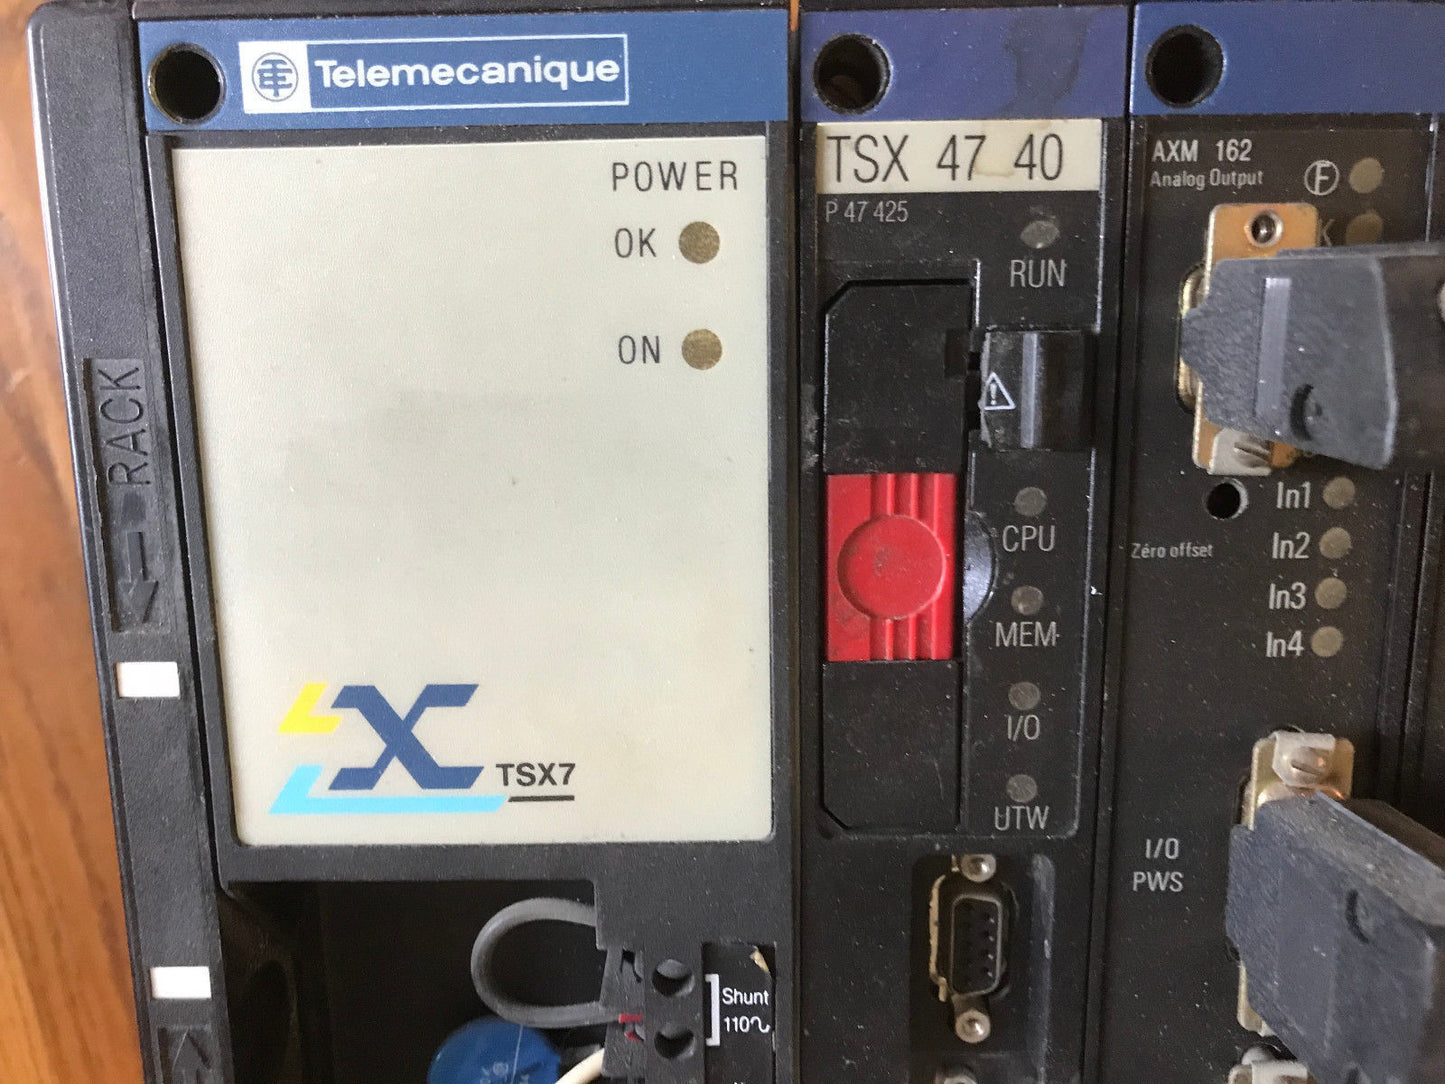 Telemecanique
POWER
OK
ON
RACK
TSX7
Shunt
110
TSX 47 40
P 47 425
RUN
CPU
MEM
I/O
UTW
AXM 162
Analog Output
F
In1
Zéro offset
In2
In3
In4
I/O
PWS